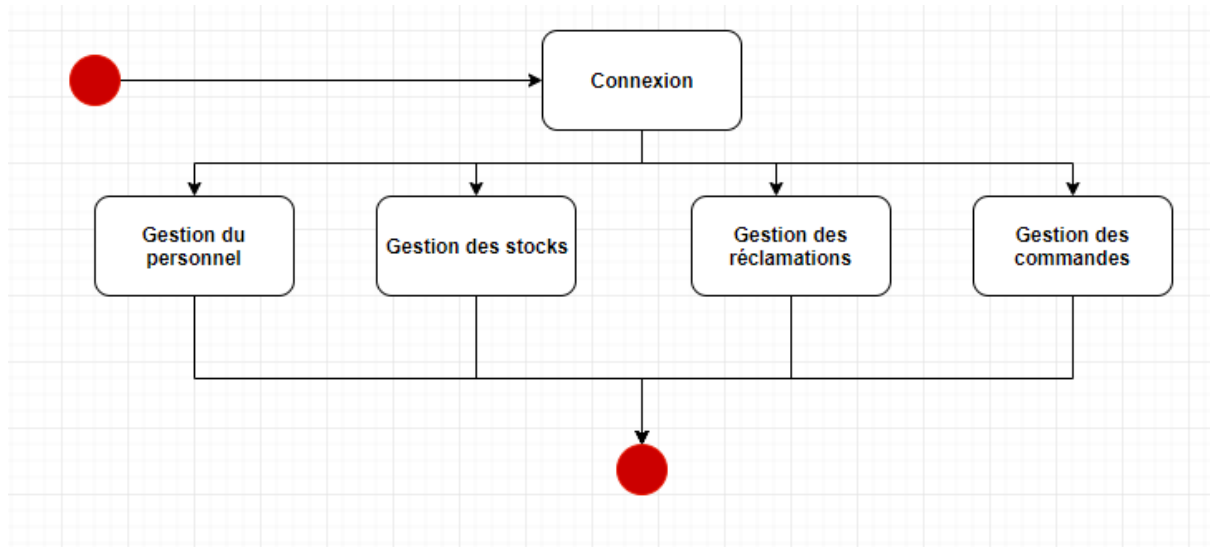 Connexion
Gestion du
personnel
Gestion des stocks
Gestion des
réclamations
Gestion des
commandes